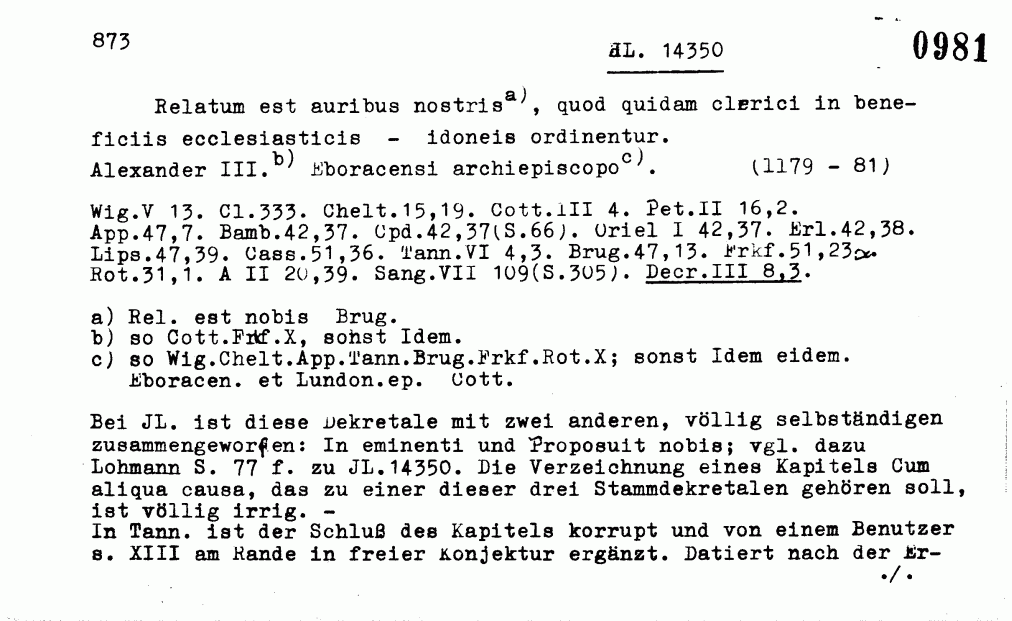 873
JL. 14350
0981
Relatum est auribus nostris a), quod quidam clerici in bene-
ficiis ecclesiasticis - idoneis ordinentur.
Alexander III. b) Eboracensi archiepiscopo c). (1179 - 81)
Wig.V 13. Cl.333. Chelt.15,19. Cott.III 4. Pet.II 16,2.
App.47,7. Bamb.42,37. Cpd.42,37(S.66). Oriel I 42,37. Erl.42,38.
Lips.47,39. Cass.51,36. Tann.VI 4,3. Brug.47,13. Frkf.51,23α.
Rot.31,1. A II 20,39. Sang.VII 109(S.305). Decr.III 8,3.
a) Rel. est nobis Brug.
b) so Cott.Frkf.X, sonst Idem.
c) so Wig.Chelt.App.Tann.Brug.Frkf.Rot.X; sonst Idem eidem.
Eboracen. et Lundon.ep. Cott.
Bei JL. ist diese Dekretale mit zwei anderen, völlig selbständigen
zusammengeworfen: In eminenti und Proposuit nobis; vgl. dazu
Lohmann S. 77 f. zu JL.14350. Die Verzeichnung eines Kapitels Cum
aliqua causa, das zu einer dieser drei Stammdekretalen gehören soll,
ist völlig irrig. -
In Tann. ist der Schluß des Kapitels korrupt und von einem Benutzer
s. XIII am Rande in freier Konjektur ergänzt. Datiert nach der Er-
./.